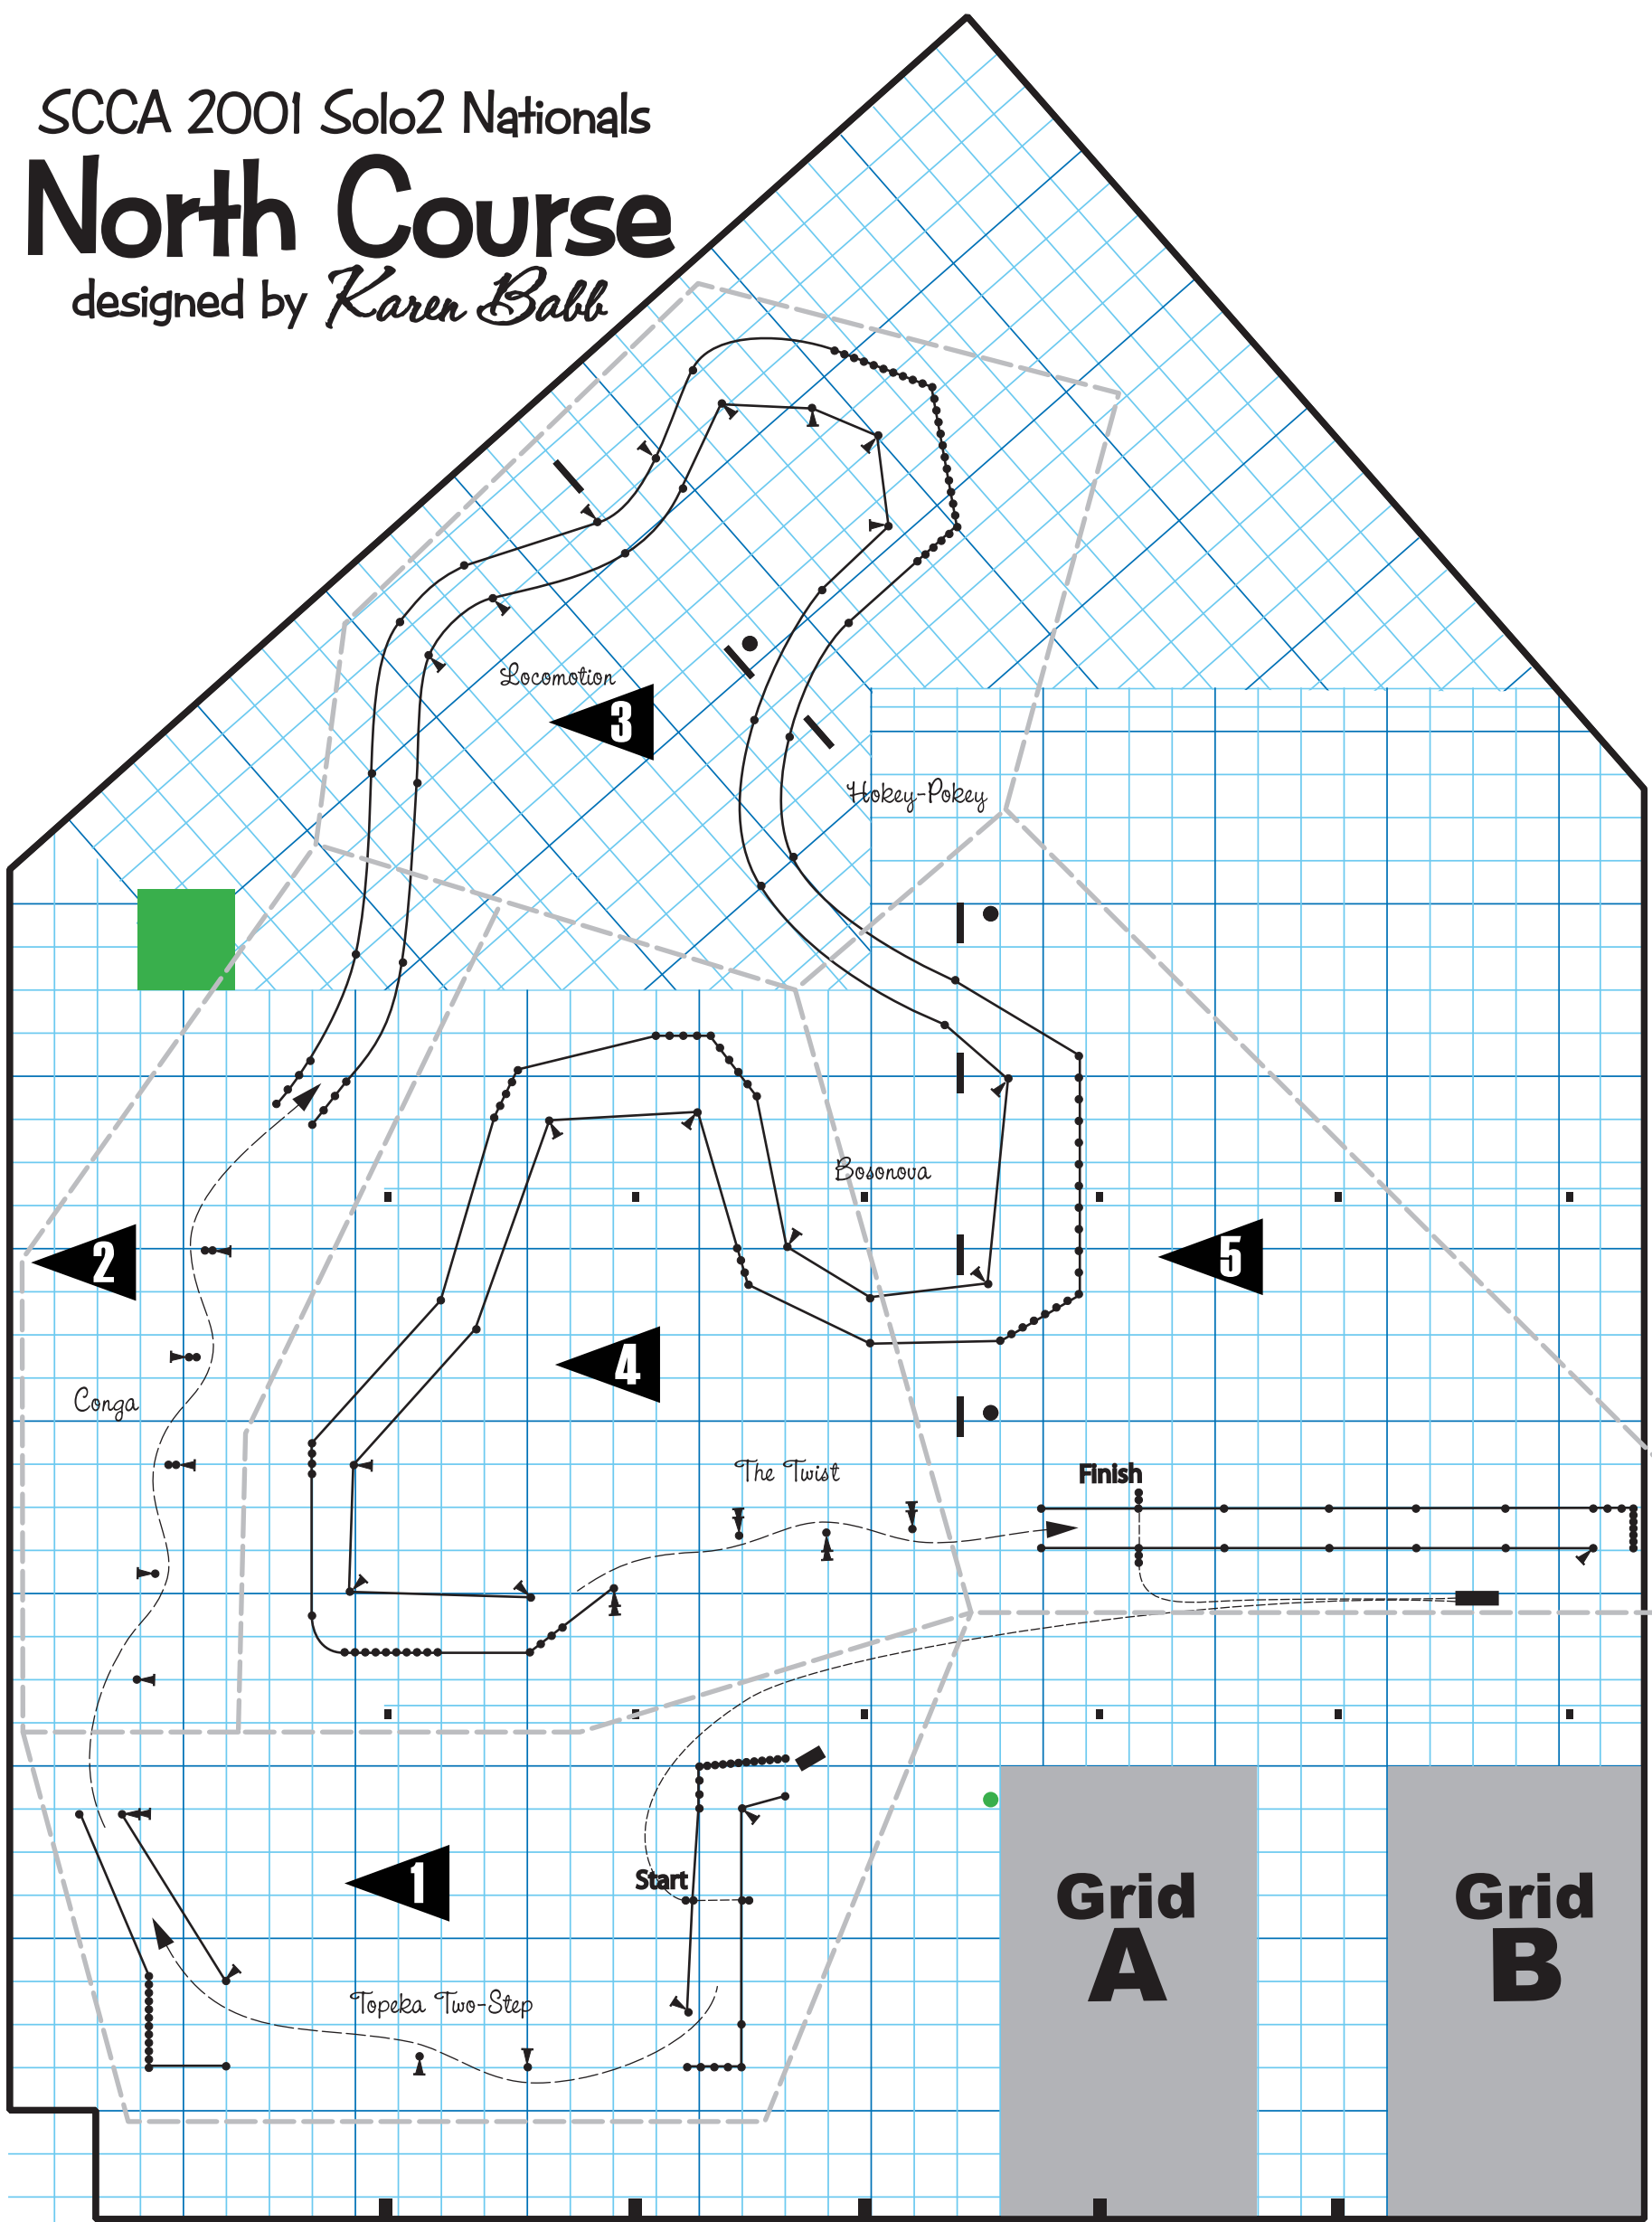 SCCA 2001 Solo2 Nationals
North Course
designed by Karen Babb
Locomotion
3
Hokey-Pokey
Bosonova
2
5
4
Conga
The Twist
Finish
1
Start
Grid
A
Grid
B
Topeka Two-Step